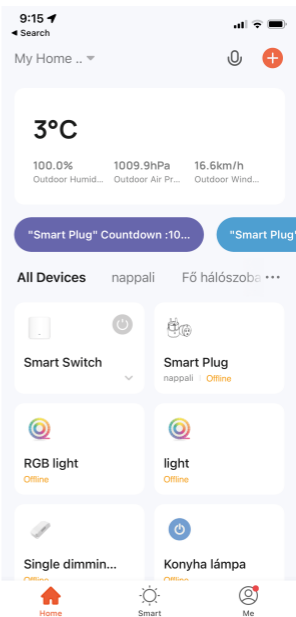 9:15
◀ Search
My Home ..
3°C
100.0%
1009.9hPa
16.6km/h
Outdoor Humid...
Outdoor Air Pr...
Outdoor Wind...
"Smart Plug" Countdown :10...
"Smart Plug"
All Devices
nappali
Fő hálószoba
Smart Switch
Smart Plug
nappali | Offline
RGB light
Offline
light
Offline
Single dimmin...
Offline
Konyha lámpa
Offline
Home
Smart
Me